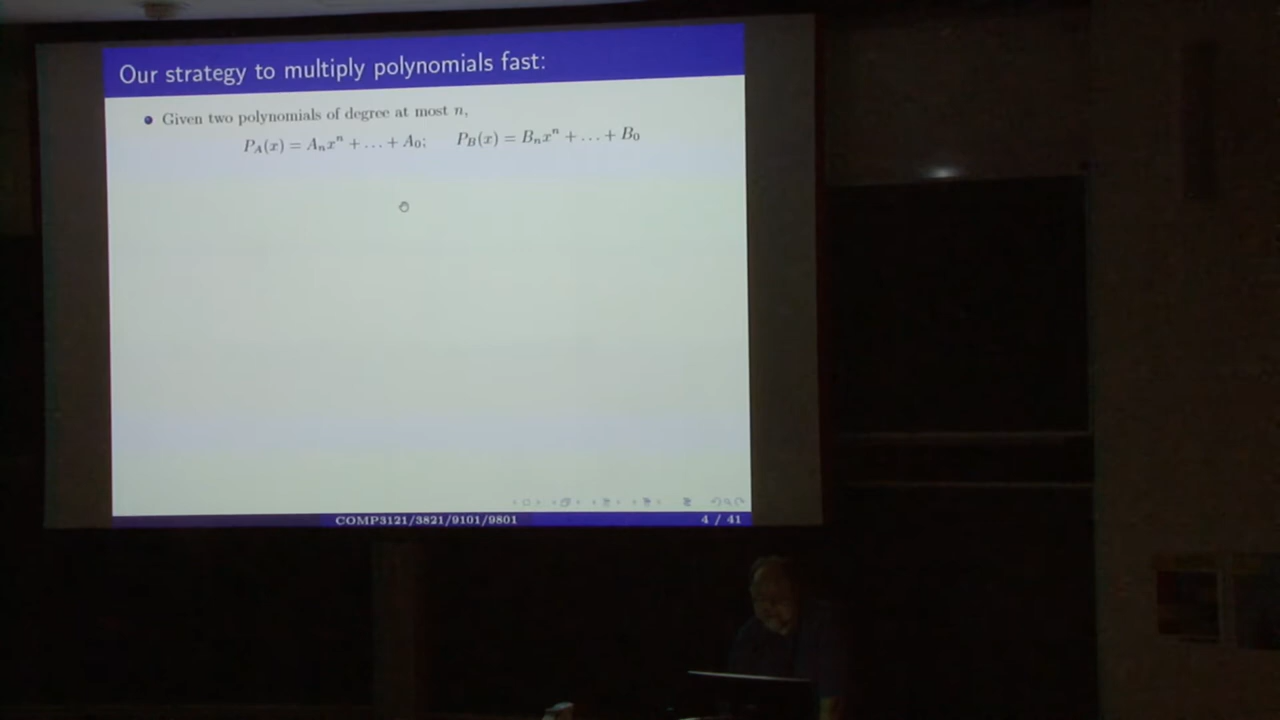 Our strategy to multiply polynomials fast:
Given two polynomials of degree at most n,
P_A(x) = A_n x^n + … + A_0;  P_B(x) = B_n x^n + … + B_0
COMP3121/3821/9101/9801 4 / 41